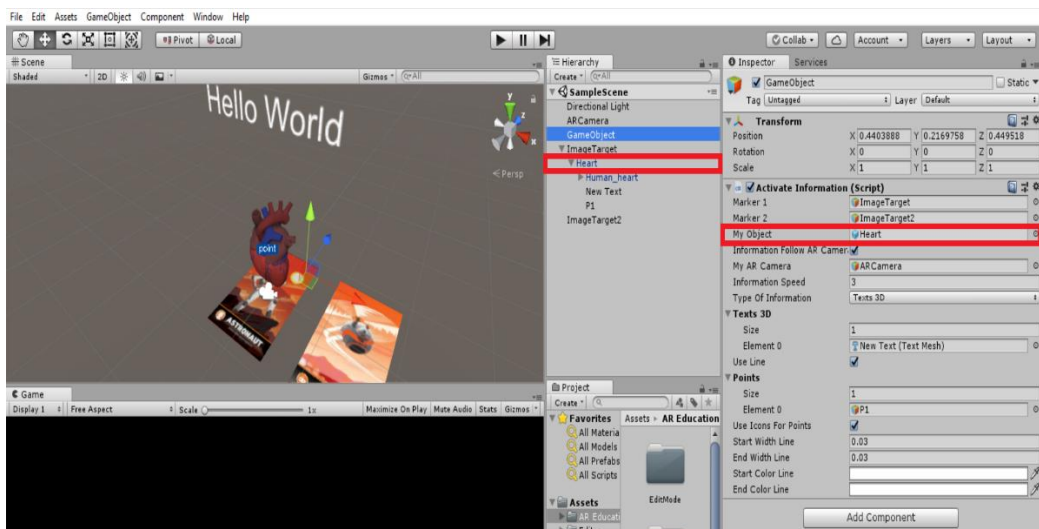 File Edit Assets GameObject Component Window Help
Pivot Local Collab Account Layers Layout
Scene
Shaded 2D Gizmos All
Hello World
y
z
x
Persp
point
ASTRONAUT
Game
Display 1 Free Aspect Scale 1x Maximize On Play Mute Audio Stats Gizmos
Hierarchy
Create All
SampleScene
Directional Light
ARCamera
GameObject
ImageTarget
Heart
Human_heart
New Text
P1
ImageTarget2
Project
Create
Favorites
All Materia
All Models
All Prefabs
All Scripts
Assets
AR Educati
Assets AR Education
EditMode
Inspector Services
GameObject Static
Tag Untagged Layer Default
Transform
Position X 0.4403888 Y 0.2169758 Z 0.449518
Rotation X 0 Y 0 Z 0
Scale X 1 Y 1 Z 1
Activate Information (Script)
Marker 1 ImageTarget
Marker 2 ImageTarget2
My Object Heart
Information Follow AR Camer
My AR Camera ARCamera
Information Speed 3
Type Of Information Texts 3D
Texts 3D
Size 1
Element 0 New Text (Text Mesh)
Use Line
Points
Size 1
Element 0 P1
Use Icons For Points
Start Width Line 0.03
End Width Line 0.03
Start Color Line
End Color Line
Add Component